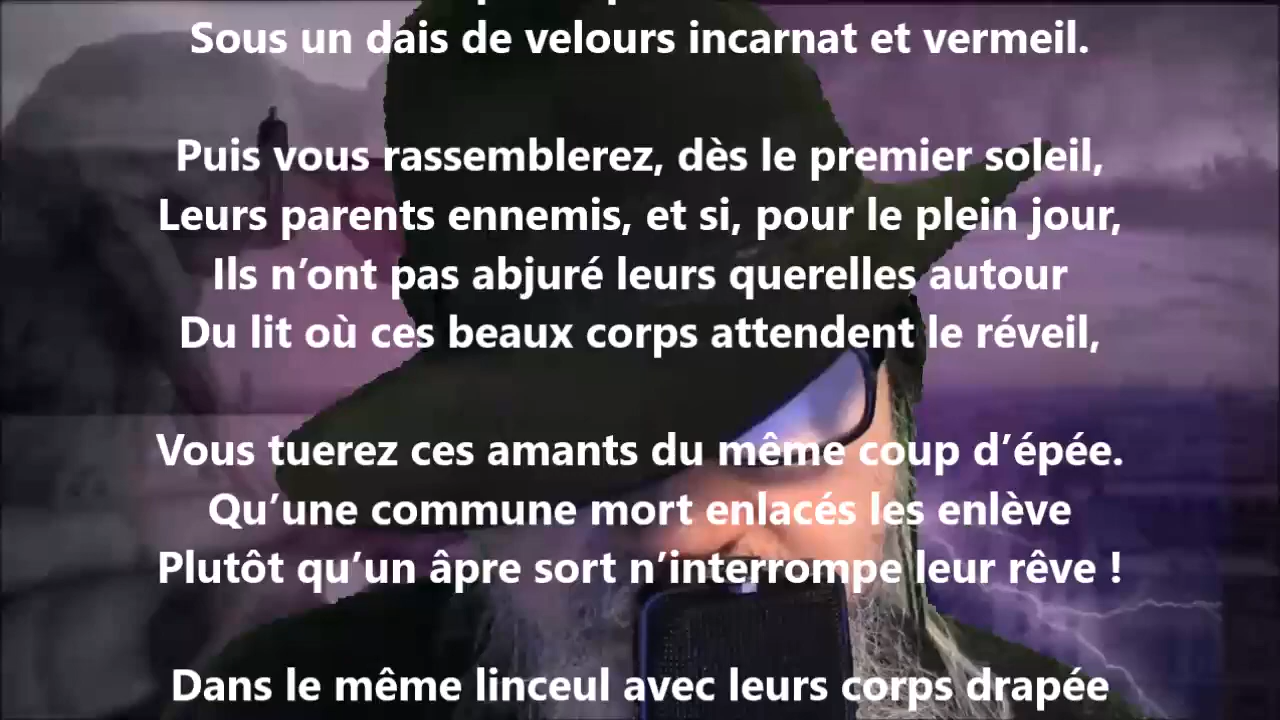 Sous un dais de velours incarnat et vermeil.
Puis vous rassemblerez, dès le premier soleil,
Leurs parents ennemis, et si, pour le plein jour,
Ils n’ont pas abjuré leurs querelles autour
Du lit où ces beaux corps attendent le réveil,
Vous tuerez ces amants du même coup d’épée.
Qu’une commune mort enlacés les enlève
Plutôt qu’un âpre sort n’interrompe leur rêve !
Dans le même linceul avec leurs corps drapée